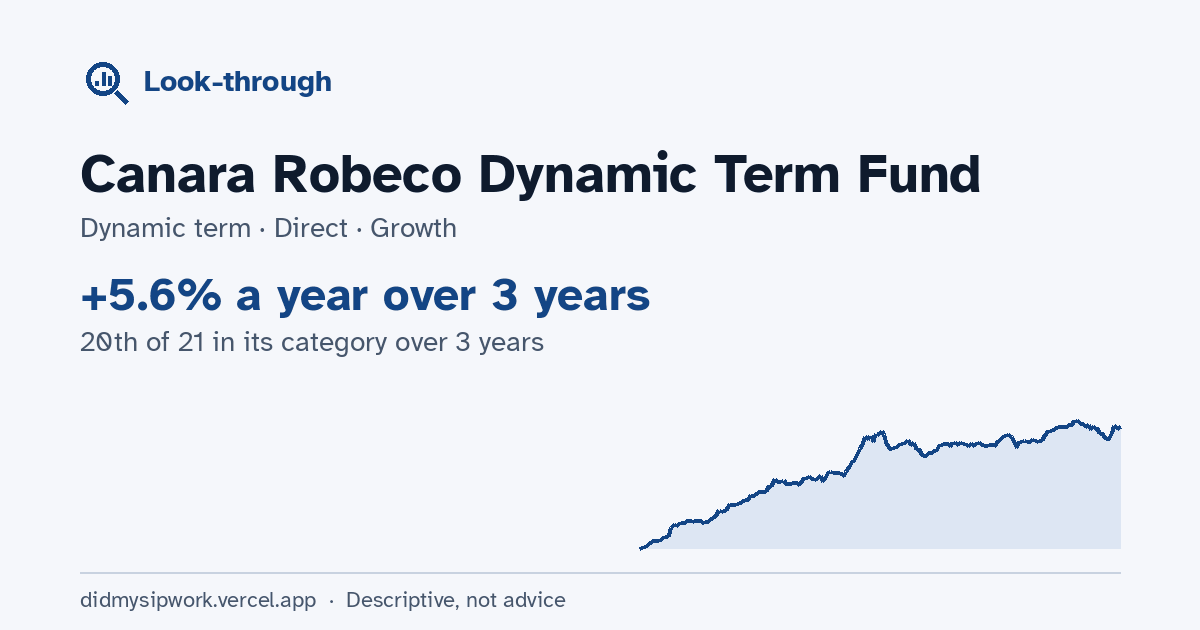 Look-through
Canara Robeco Dynamic Term Fund
Dynamic term · Direct · Growth
+5.6% a year over 3 years
20th of 21 in its category over 3 years
didmysipwork.vercel.app · Descriptive, not advice